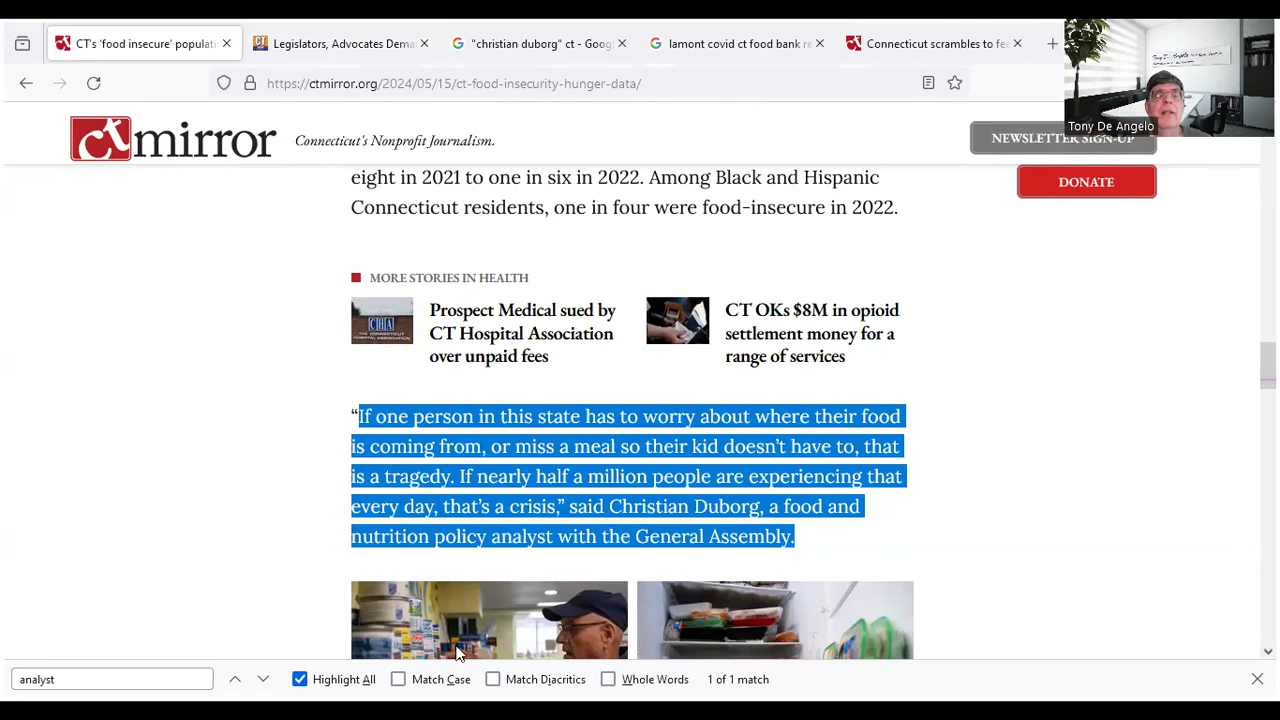 CT's 'food insecure' populati
Legislators, Advocates Dema
"christian duborg" ct - Goog
lamont covid ct food bank re
Connecticut scrambles to fe
https://ctmirror.org/2024/05/15/ct-food-insecurity-hunger-data/
Tony De Angelo
ctmirror
Connecticut's Nonprofit Journalism.
NEWSLETTER SIGN-UP
DONATE
eight in 2021 to one in six in 2022. Among Black and Hispanic
Connecticut residents, one in four were food-insecure in 2022.
MORE STORIES IN HEALTH
Prospect Medical sued by
CT Hospital Association
over unpaid fees
CT OKs $8M in opioid
settlement money for a
range of services
“If one person in this state has to worry about where their food
is coming from, or miss a meal so their kid doesn’t have to, that
is a tragedy. If nearly half a million people are experiencing that
every day, that’s a crisis,” said Christian Duborg, a food and
nutrition policy analyst with the General Assembly.
analyst
Highlight All
Match Case
Match Diacritics
Whole Words
1 of 1 match